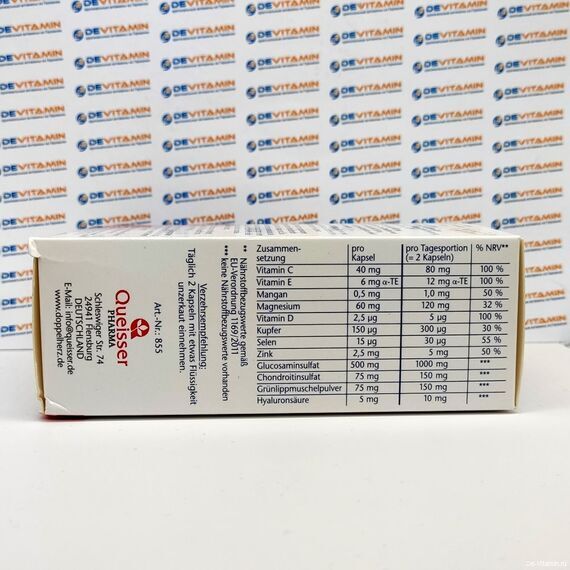 DEVITAMIN
Zusammen-
setzung
pro
Kapsel
pro Tagesportion
(= 2 Kapseln)
% NRV**
Vitamin C 40 mg 80 mg 100 %
Vitamin E 6 mg α-TE 12 mg α-TE 100 %
Mangan 0,5 mg 1,0 mg 50 %
Magnesium 60 mg 120 mg 32 %
Vitamin D 2,5 µg 5 µg 100 %
Kupfer 150 µg 300 µg 30 %
Selen 15 µg 30 µg 55 %
Zink 2,5 mg 5 mg 50 %
Glucosaminsulfat 500 mg 1000 mg ***
Chondroitinsulfat 75 mg 150 mg ***
Grünlippmuschelpulver 75 mg 150 mg ***
Hyaluronsäure 5 mg 10 mg ***
** Nährstoffbezugswerte gemäß
EU-Verordnung 1169/2011
*** keine Nährstoffbezugswerte vorhanden
Verzehrsempfehlung:
Täglich 2 Kapseln mit etwas Flüssigkeit
unzerkaut einnehmen.
Art.-Nr.: 855
Queisser
PHARMA
Schleswiger Str. 74
24941 Flensburg
DEUTSCHLAND
E-Mail: info@queisser.de
www.doppelherz.de
De-Vitamin.ru